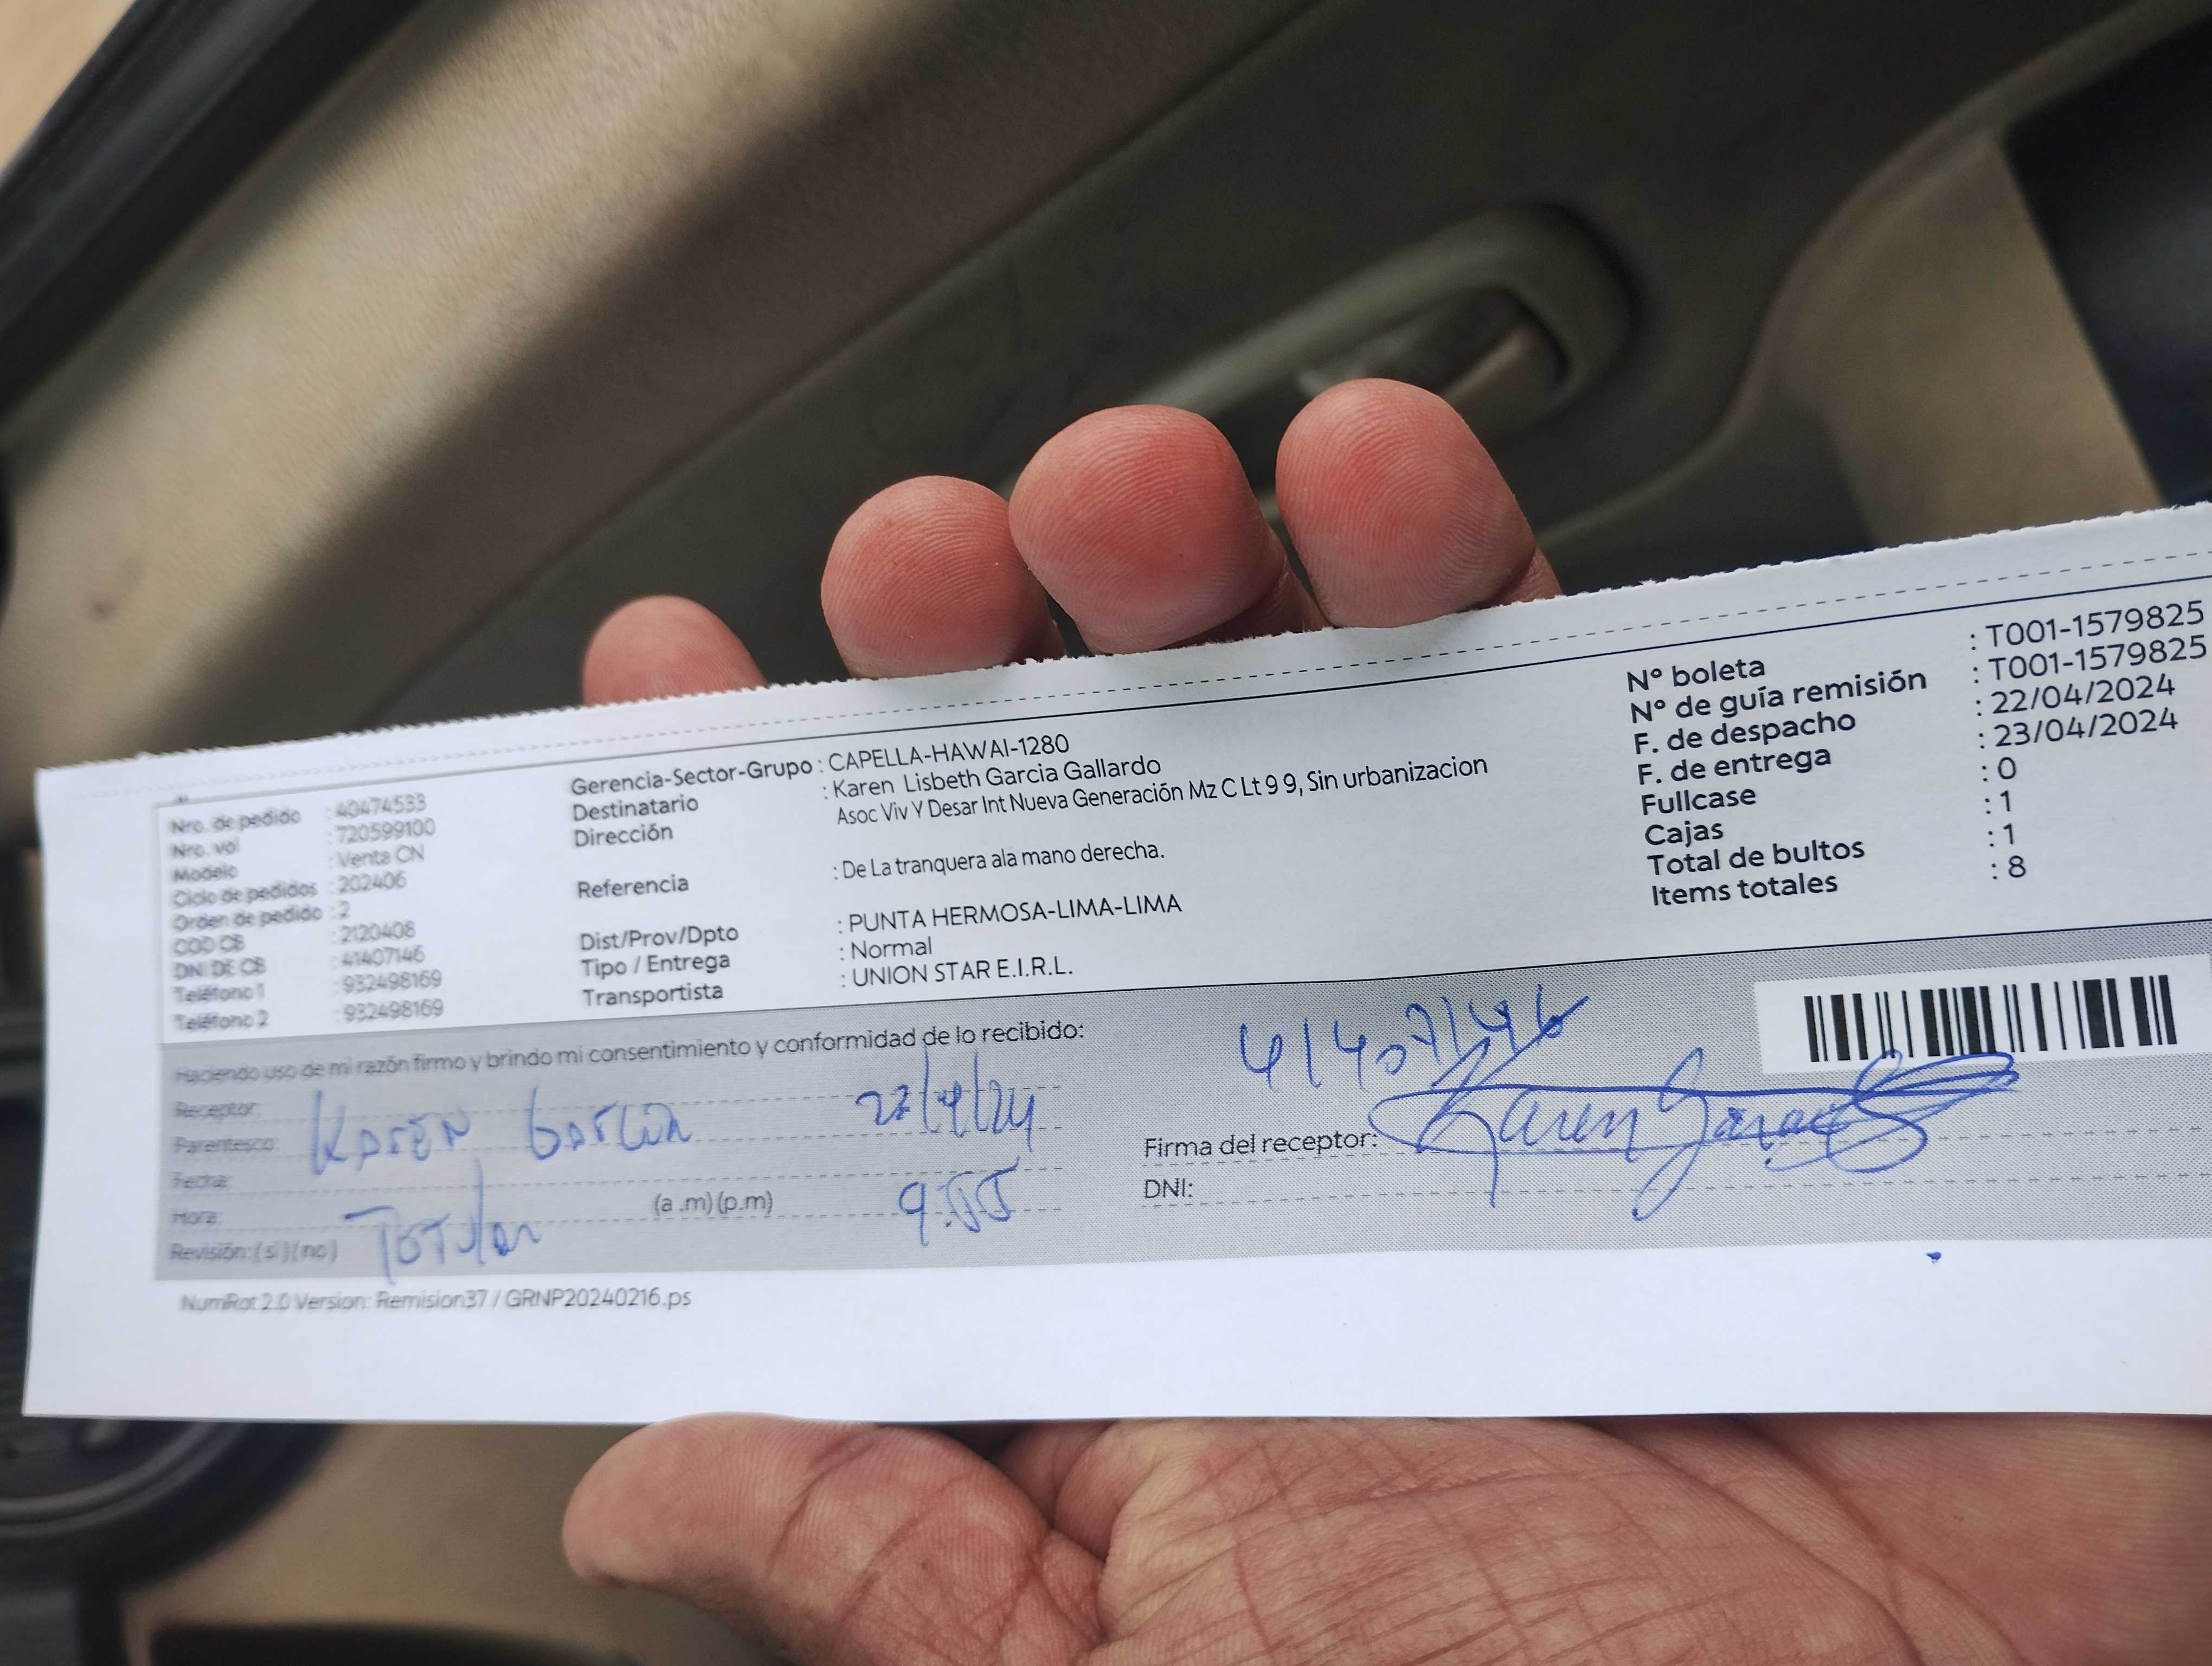 Nro. de pedido : 40474533
Nro. vol : 720599100
Modelo : Venta CN
Ciclo de pedidos : 202406
Orden de pedido : 2
COD CB : 2120408
DNI DE CB : 41407146
Teléfono 1 : 932498169
Teléfono 2 : 932498169
Gerencia-Sector-Grupo : CAPELLA-HAWAI-1280
Destinatario : Karen Lisbeth Garcia Gallardo
Dirección Asoc Viv Y Desar Int Nueva Generación Mz C Lt 9 9, Sin urbanizacion
Referencia : De La tranquera ala mano derecha.
Dist/Prov/Dpto : PUNTA HERMOSA-LIMA-LIMA
Tipo / Entrega : Normal
Transportista : UNION STAR E.I.R.L.
N° boleta : T001-1579825
N° de guía remisión : T001-1579825
F. de despacho : 22/04/2024
F. de entrega : 23/04/2024
Fullcase : 0
Cajas : 1
Total de bultos : 1
Items totales : 8
Haciendo uso de mi razón firmo y brindo mi consentimiento y conformidad de lo recibido:
Receptor:
Parentesco: Karen Garcia
Fecha:
Hora: (a .m) (p.m)
Revisión: (si) (no) Titular
41407146
Firma del receptor: Karen Garcia
DNI:
NumRot 2.0 Version: Remision37 / GRNP20240216.ps